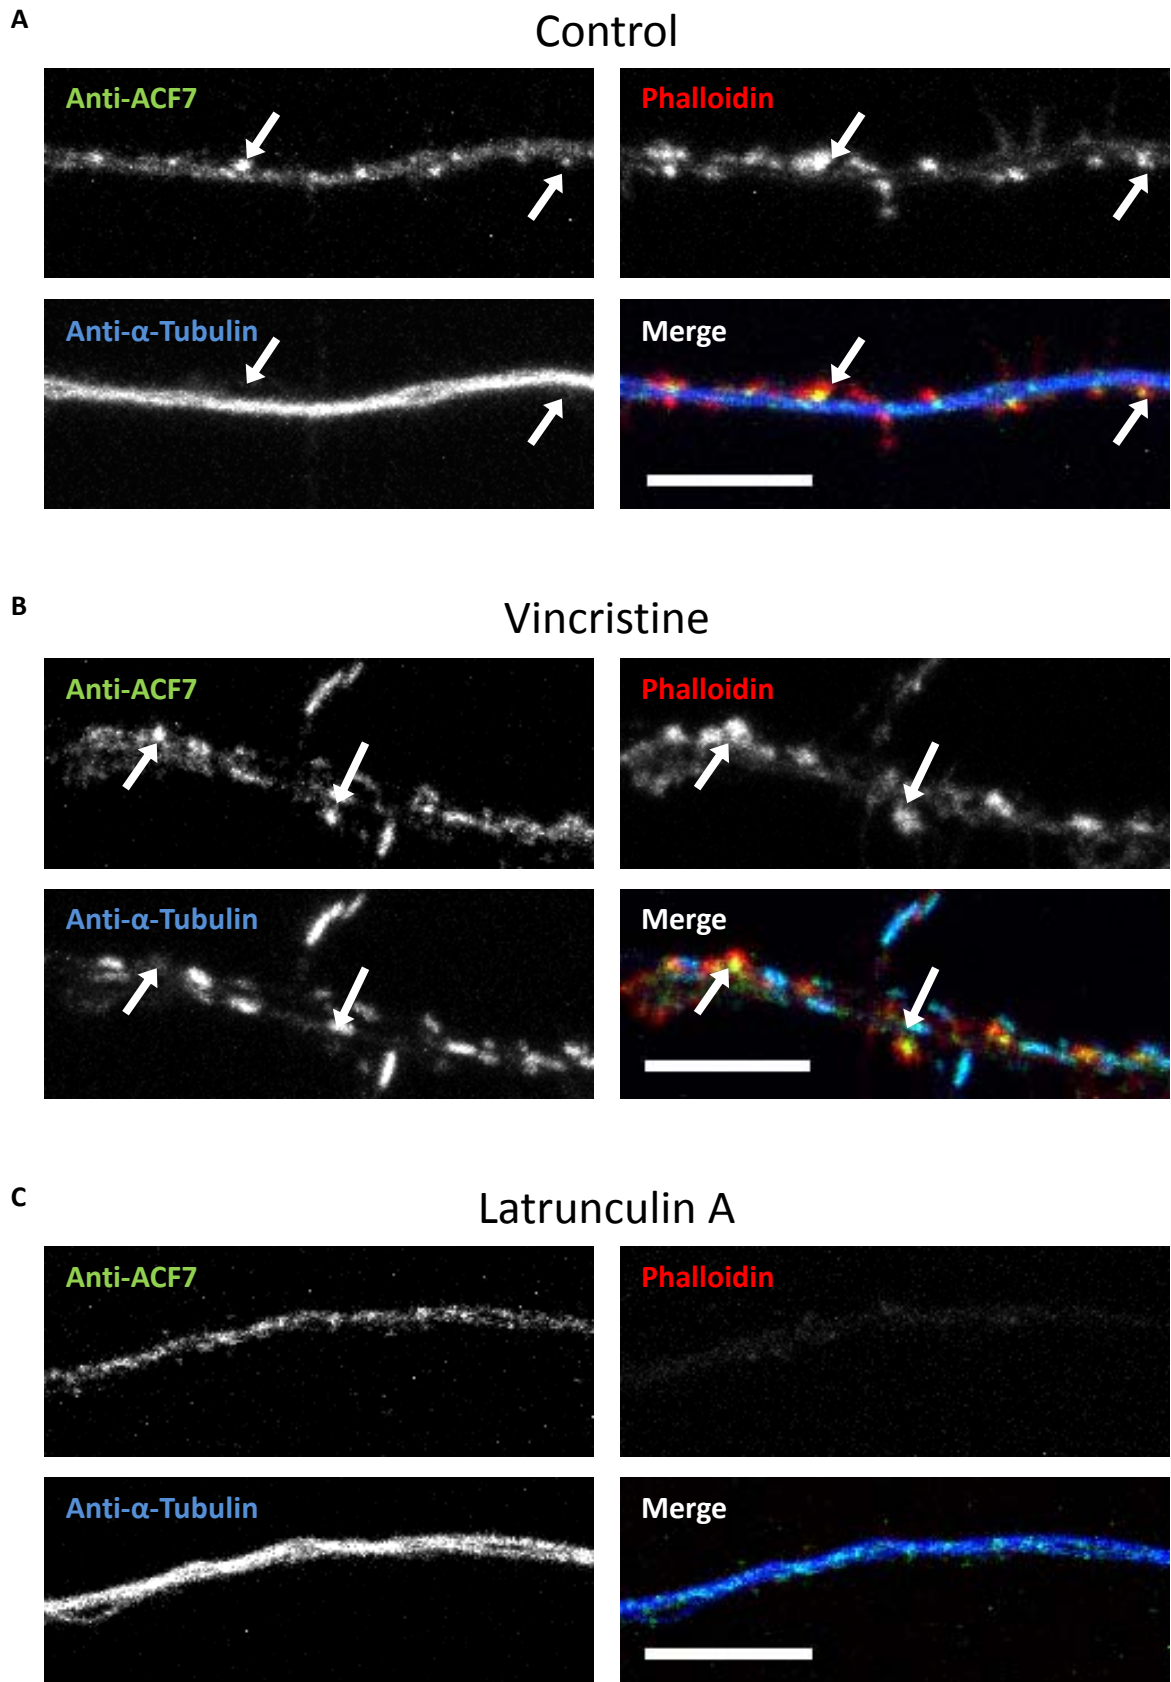 A
Control
Anti-ACF7
Phalloidin
Anti-α-Tubulin
Merge
B
Vincristine
Anti-ACF7
Phalloidin
Anti-α-Tubulin
Merge
C
Latrunculin A
Anti-ACF7
Phalloidin
Anti-α-Tubulin
Merge